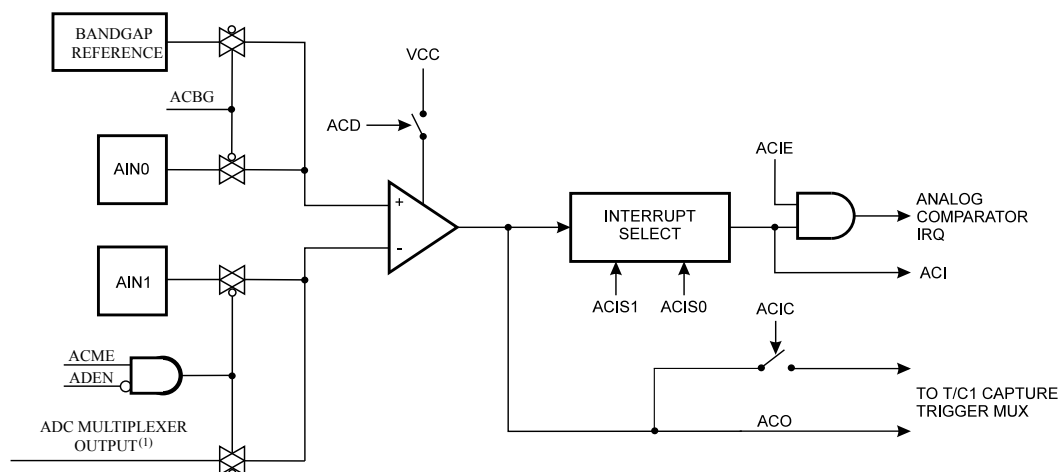 BANDGAP
REFERENCE
ACBG
AIN0
VCC
ACD
+
-
AIN1
ACME
ADEN
ADC MULTIPLEXER
OUTPUT(1)
INTERRUPT
SELECT
ACIS1
ACIS0
ACIE
ANALOG
COMPARATOR
IRQ
ACI
ACIC
TO T/C1 CAPTURE
TRIGGER MUX
ACO